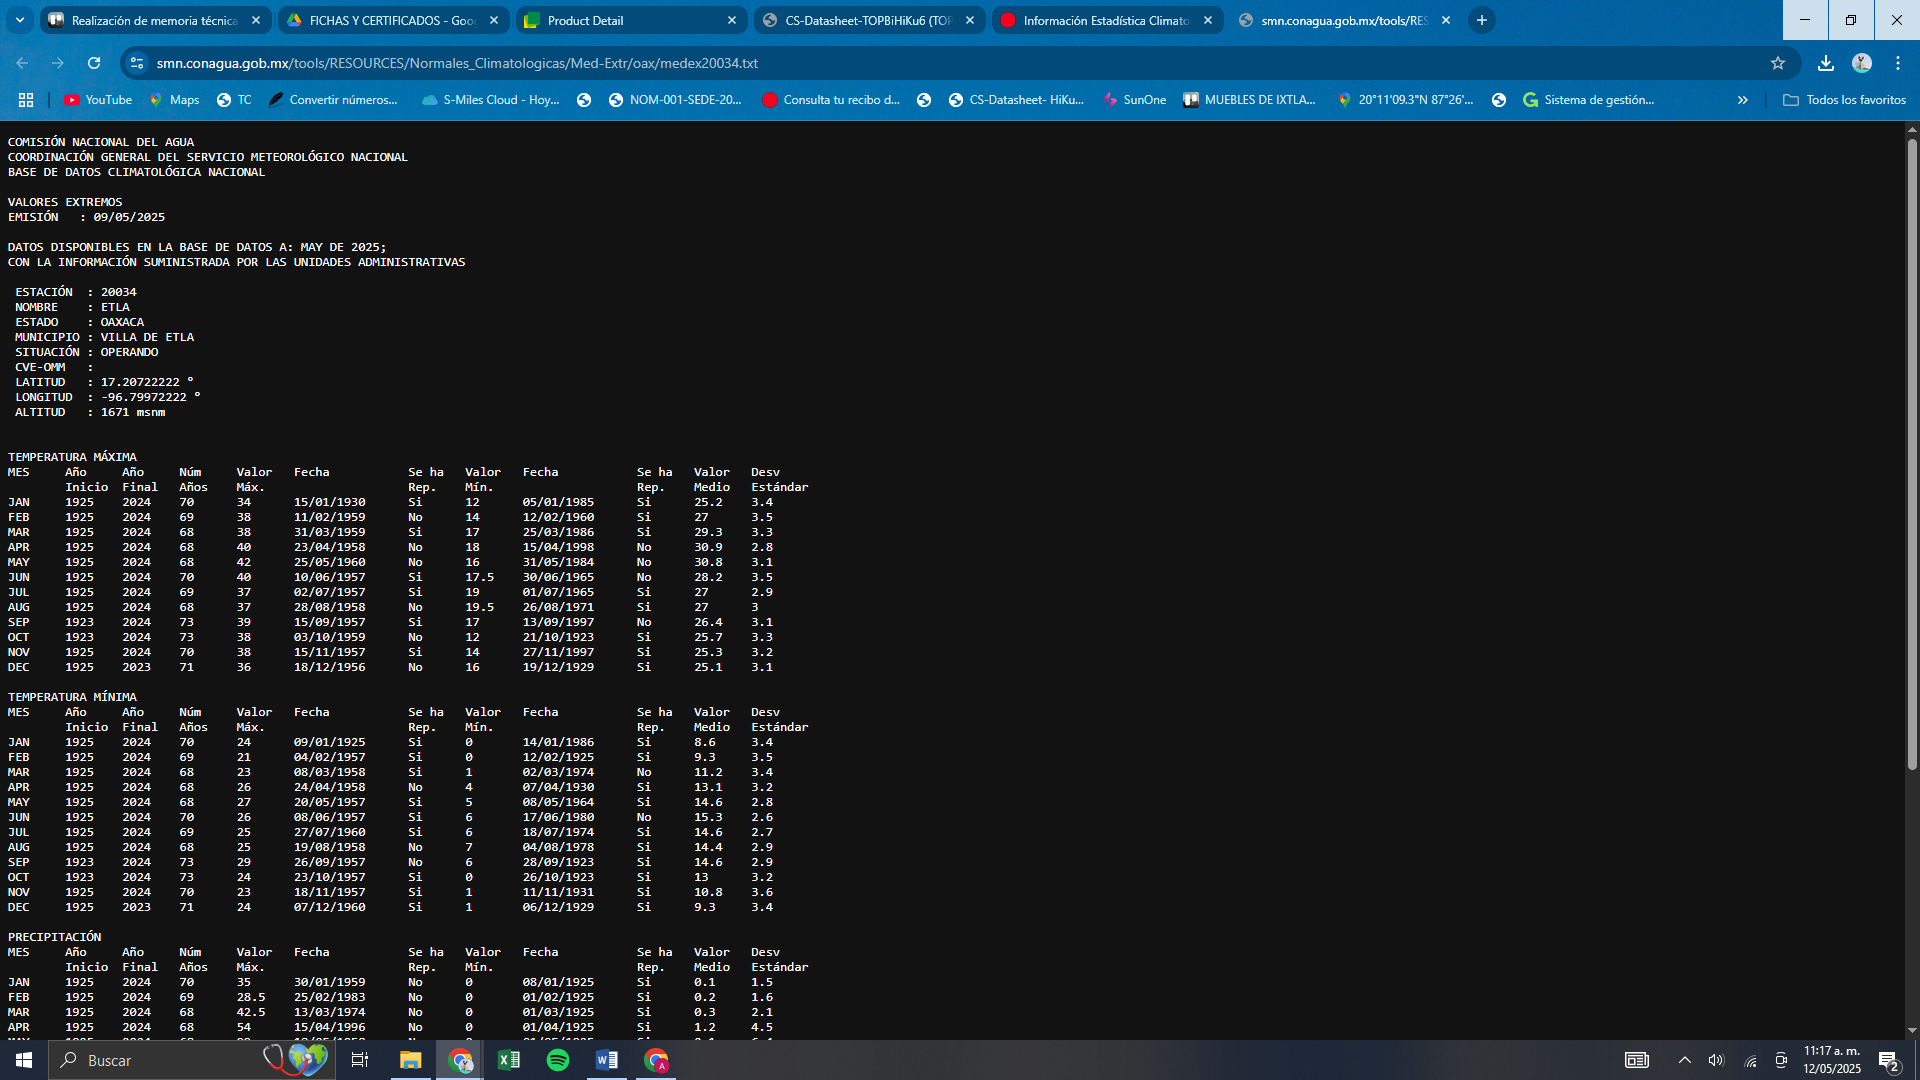 Realización de memoria técnica
FICHAS Y CERTIFICADOS - Goo
Product Detail
CS-Datasheet-TOPBiHiKu6 (TOP
Información Estadística Climato
smn.conagua.gob.mx/tools/RES
smn.conagua.gob.mx/tools/RESOURCES/Normales_Climatologicas/Med-Extr/oax/medex20034.txt
YouTube
Maps
TC
Convertir números...
S-Miles Cloud - Hoy...
NOM-001-SEDE-20...
Consulta tu recibo d...
CS-Datasheet- HiKu...
SunOne
MUEBLES DE IXTLA...
20°11'09.3"N 87°26'...
Sistema de gestión...
Todos los favoritos
COMISIÓN NACIONAL DEL AGUA
COORDINACIÓN GENERAL DEL SERVICIO METEOROLÓGICO NACIONAL
BASE DE DATOS CLIMATOLÓGICA NACIONAL
VALORES EXTREMOS
EMISIÓN : 09/05/2025
DATOS DISPONIBLES EN LA BASE DE DATOS A: MAY DE 2025;
CON LA INFORMACIÓN SUMINISTRADA POR LAS UNIDADES ADMINISTRATIVAS
ESTACIÓN : 20034
NOMBRE : ETLA
ESTADO : OAXACA
MUNICIPIO : VILLA DE ETLA
SITUACIÓN : OPERANDO
CVE-OMM :
LATITUD : 17.20722222 °
LONGITUD : -96.79972222 °
ALTITUD : 1671 msnm
TEMPERATURA MÁXIMA
MES Año Año Núm Valor Fecha Se ha Valor Fecha Se ha Valor Desv
Inicio Final Años Máx. Rep. Mín. Rep. Medio Estándar
JAN 1925 2024 70 34 15/01/1930 Si 12 05/01/1985 Si 25.2 3.4
FEB 1925 2024 69 38 11/02/1959 No 14 12/02/1960 Si 27 3.5
MAR 1925 2024 68 38 31/03/1959 Si 17 25/03/1986 Si 29.3 3.3
APR 1925 2024 68 40 23/04/1958 No 18 15/04/1998 No 30.9 2.8
MAY 1925 2024 68 42 25/05/1960 No 16 31/05/1984 No 30.8 3.1
JUN 1925 2024 70 40 10/06/1957 Si 17.5 30/06/1965 No 28.2 3.5
JUL 1925 2024 69 37 02/07/1957 Si 19 01/07/1965 Si 27 2.9
AUG 1925 2024 68 37 28/08/1958 No 19.5 26/08/1971 Si 27 3
SEP 1923 2024 73 39 15/09/1957 Si 17 13/09/1997 No 26.4 3.1
OCT 1923 2024 73 38 03/10/1959 No 12 21/10/1923 Si 25.7 3.3
NOV 1925 2024 70 38 15/11/1957 Si 14 27/11/1997 Si 25.3 3.2
DEC 1925 2023 71 36 18/12/1956 No 16 19/12/1929 Si 25.1 3.1
TEMPERATURA MÍNIMA
MES Año Año Núm Valor Fecha Se ha Valor Fecha Se ha Valor Desv
Inicio Final Años Máx. Rep. Mín. Rep. Medio Estándar
JAN 1925 2024 70 24 09/01/1925 Si 0 14/01/1986 Si 8.6 3.4
FEB 1925 2024 69 21 04/02/1957 Si 0 12/02/1925 Si 9.3 3.5
MAR 1925 2024 68 23 08/03/1958 Si 1 02/03/1974 No 11.2 3.4
APR 1925 2024 68 26 24/04/1958 No 4 07/04/1930 Si 13.1 3.2
MAY 1925 2024 68 27 20/05/1957 Si 5 08/05/1964 Si 14.6 2.8
JUN 1925 2024 70 26 08/06/1957 Si 6 17/06/1980 No 15.3 2.6
JUL 1925 2024 69 25 27/07/1960 Si 6 18/07/1974 Si 14.6 2.7
AUG 1925 2024 68 25 19/08/1958 No 7 04/08/1978 Si 14.4 2.9
SEP 1923 2024 73 29 26/09/1957 No 6 28/09/1923 Si 14.6 2.9
OCT 1923 2024 73 24 23/10/1957 Si 0 26/10/1923 Si 13 3.2
NOV 1925 2024 70 23 18/11/1957 Si 1 11/11/1931 Si 10.8 3.6
DEC 1925 2023 71 24 07/12/1960 Si 1 06/12/1929 Si 9.3 3.4
PRECIPITACIÓN
MES Año Año Núm Valor Fecha Se ha Valor Fecha Se ha Valor Desv
Inicio Final Años Máx. Rep. Mín. Rep. Medio Estándar
JAN 1925 2024 70 35 30/01/1959 No 0 08/01/1925 Si 0.1 1.5
FEB 1925 2024 69 28.5 25/02/1983 No 0 01/02/1925 Si 0.2 1.6
MAR 1925 2024 68 42.5 13/03/1974 No 0 01/03/1925 Si 0.3 2.1
APR 1925 2024 68 54 15/04/1996 No 0 01/04/1925 Si 1.2 4.5
Buscar
11:17 a. m.
12/05/2025
2